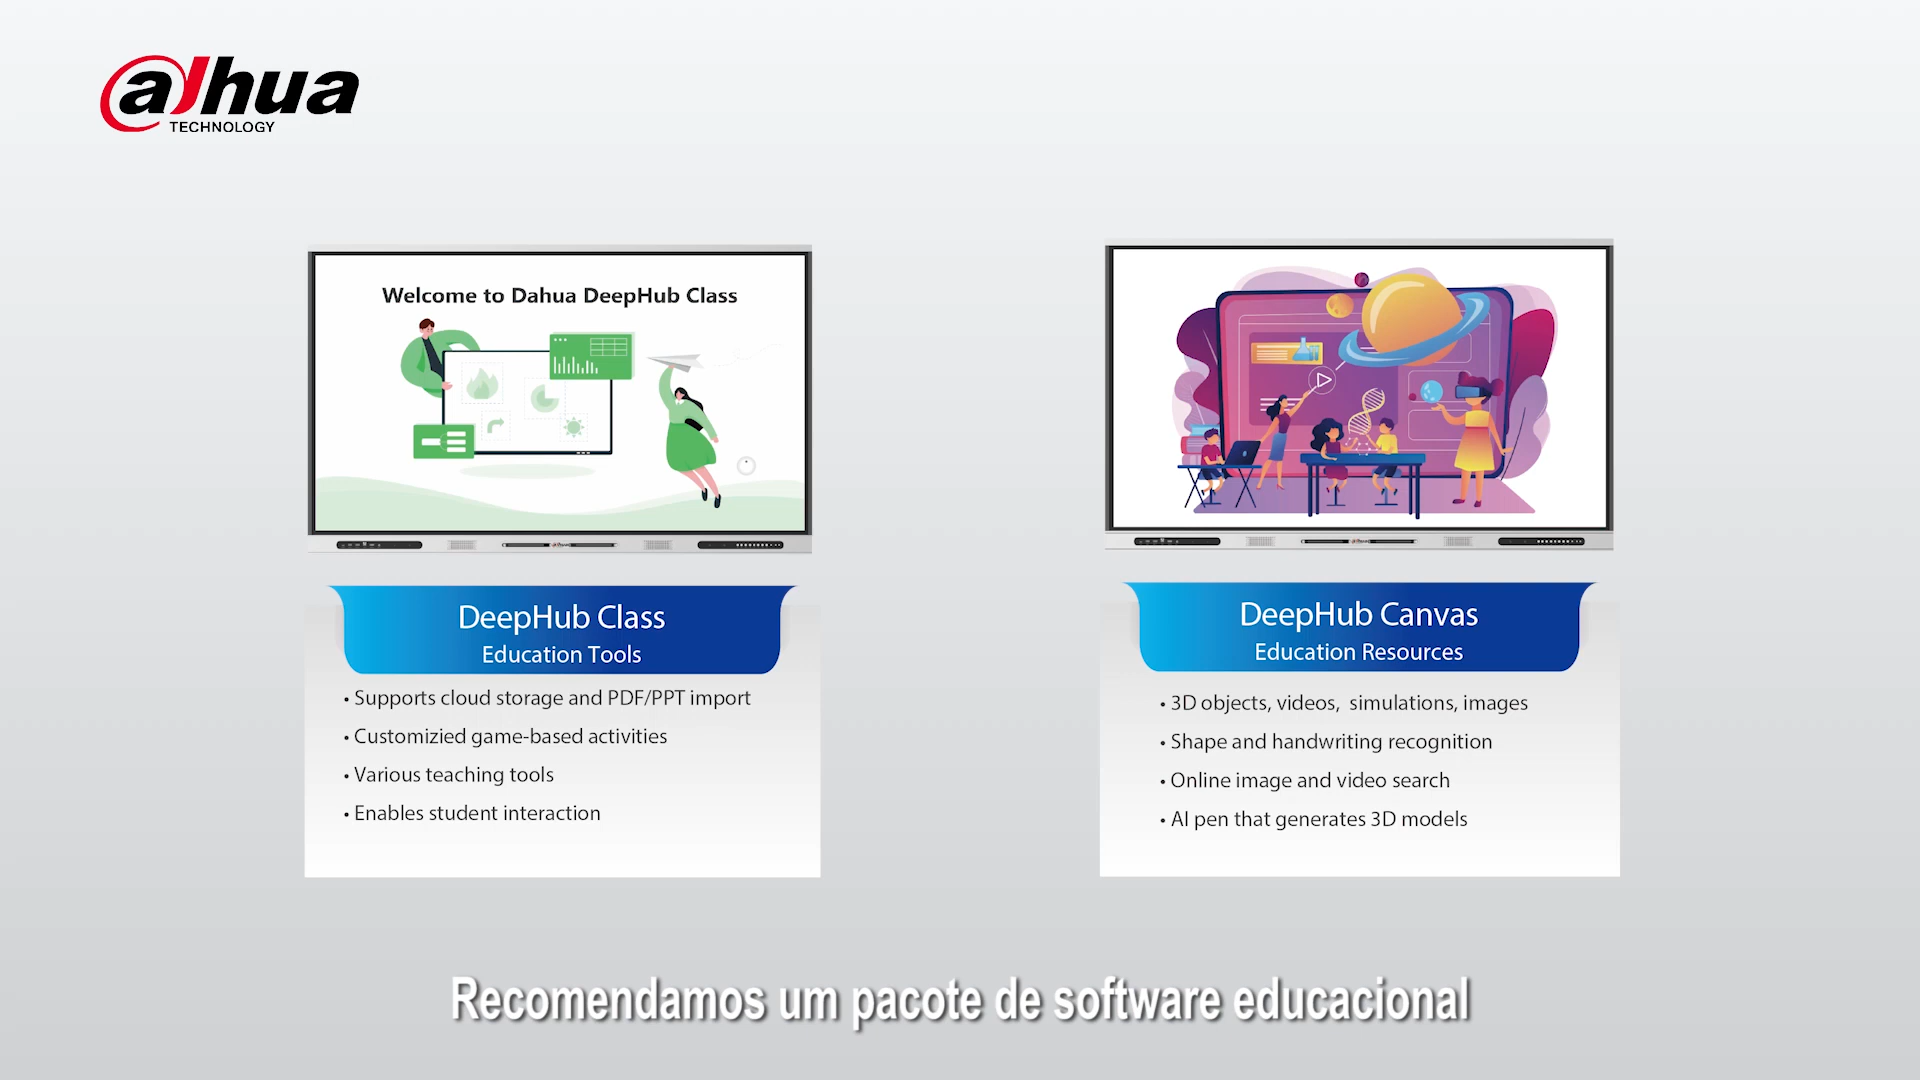 alhua
TECHNOLOGY
Welcome to Dahua DeepHub Class
DeepHub Class
Education Tools
• Supports cloud storage and PDF/PPT import
• Customizied game-based activities
• Various teaching tools
• Enables student interaction
DeepHub Canvas
Education Resources
• 3D objects, videos, simulations, images
• Shape and handwriting recognition
• Online image and video search
• AI pen that generates 3D models
Recomendamos um pacote de software educacional